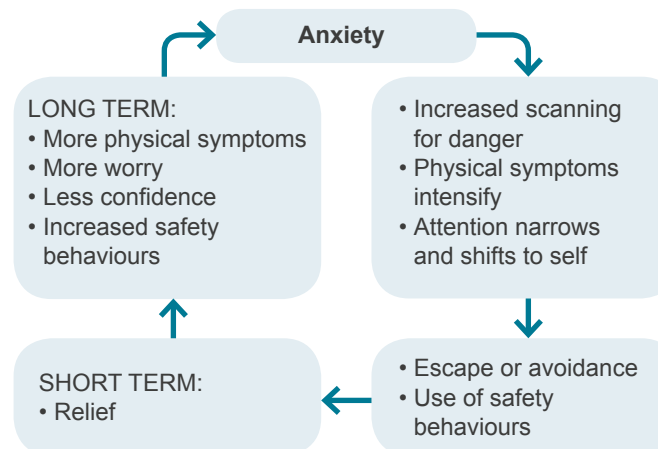 Anxiety
LONG TERM:
• More physical symptoms
• More worry
• Less confidence
• Increased safety
behaviours
• Increased scanning
for danger
• Physical symptoms
intensify
• Attention narrows
and shifts to self
SHORT TERM:
• Relief
• Escape or avoidance
• Use of safety
behaviours